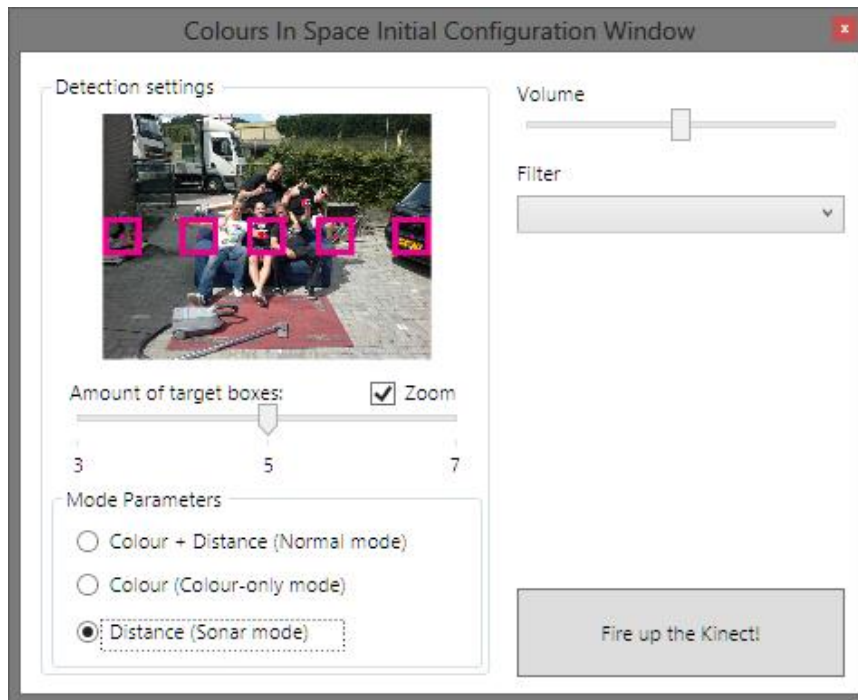 Colours In Space Initial Configuration Window
x
Detection settings
Amount of target boxes:
Zoom
3 5 7
Mode Parameters
Colour + Distance (Normal mode)
Colour (Colour-only mode)
Distance (Sonar mode)
Volume
Filter
Fire up the Kinect!